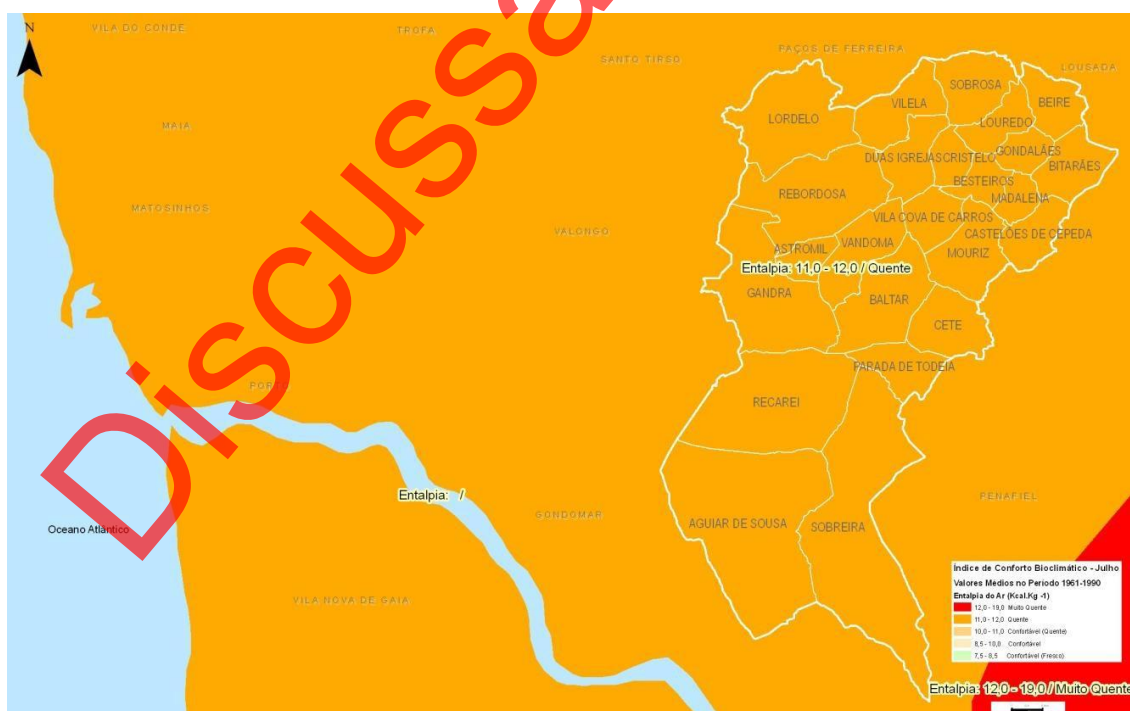 N
VILA DO CONDE
TROFA
SANTO TIRSO
PAÇOS DE FERREIRA
LOUSADA
SOBROSA
VILELA
BEIRE
LORDELO
LOUREDO
MAIA
DUAS IGREJAS
CRISTELO
GONDALÃES
BITARÃES
BESTEIROS
REBORDOSA
MADALENA
MATOSINHOS
VILA COVA DE CARROS
VALONGO
CASTELÕES DE CEPEDA
ASTROMIL
VANDOMA
MOURIZ
Entalpia: 11,0 - 12,0 / Quente
GANDRA
BALTAR
CETE
PARADA DE TODEIA
PORTO
RECAREI
Entalpia: /
PENAFIEL
GONDOMAR
Oceano Atlântico
AGUIAR DE SOUSA
SOBREIRA
VILA NOVA DE GAIA
Índice de Conforto Bioclimático - Julho
Valores Médios no Período 1961-1990
Entalpia do Ar (Kcal.Kg -1)
12,0 - 19,0 Muito Quente
11,0 - 12,0 Quente
10,0 - 11,0 Confortável (Quente)
8,5 - 10,0 Confortável
7,5 - 8,5 Confortável (Fresco)
Entalpia: 12,0 - 19,0 / Muito Quente
Discussã